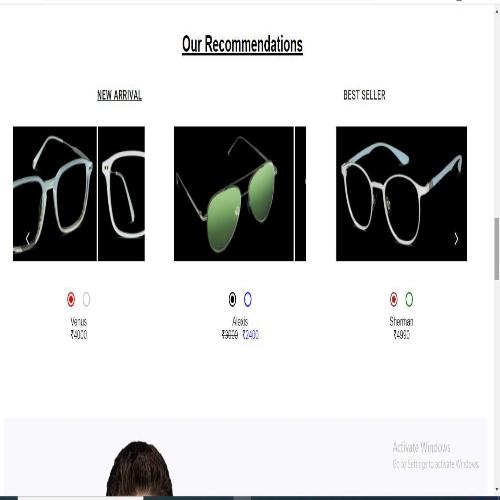 Our Recommendations
NEW ARRIVAL
BEST SELLER
Venus
₹4000
Alexis
₹3000 ₹2400
Sherman
₹4990
Activate Windows
Go to Settings to activate Windows.